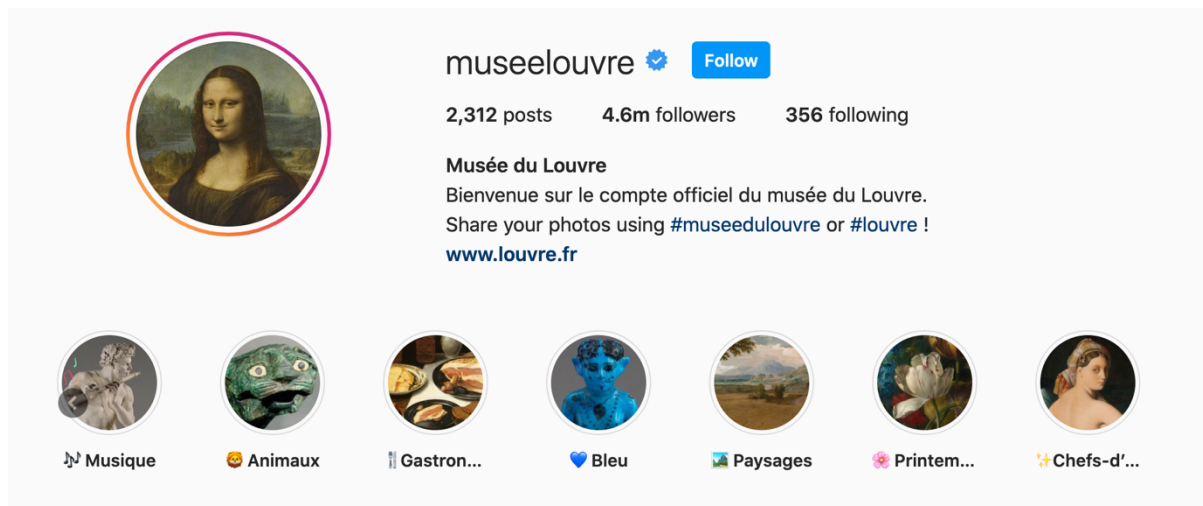 museelouvre Follow
2,312 posts 4.6m followers 356 following
Musée du Louvre
Bienvenue sur le compte officiel du musée du Louvre.
Share your photos using #museedulouvre or #louvre !
www.louvre.fr
🎶 Musique 🦁 Animaux 🍴Gastron... 💙 Bleu 🏞️ Paysages 🌸 Printem... ✨Chefs-d’...